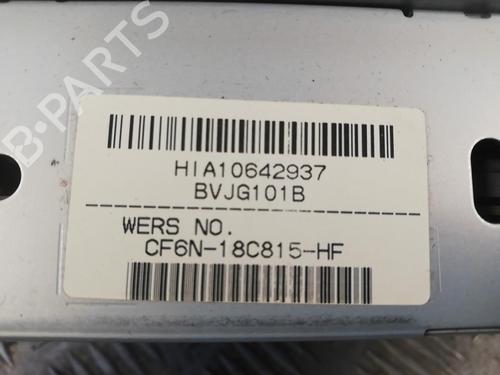 B-PARTS
HIA10642937
BVJG101B
WERS NO.
CF6N-18C815-HF